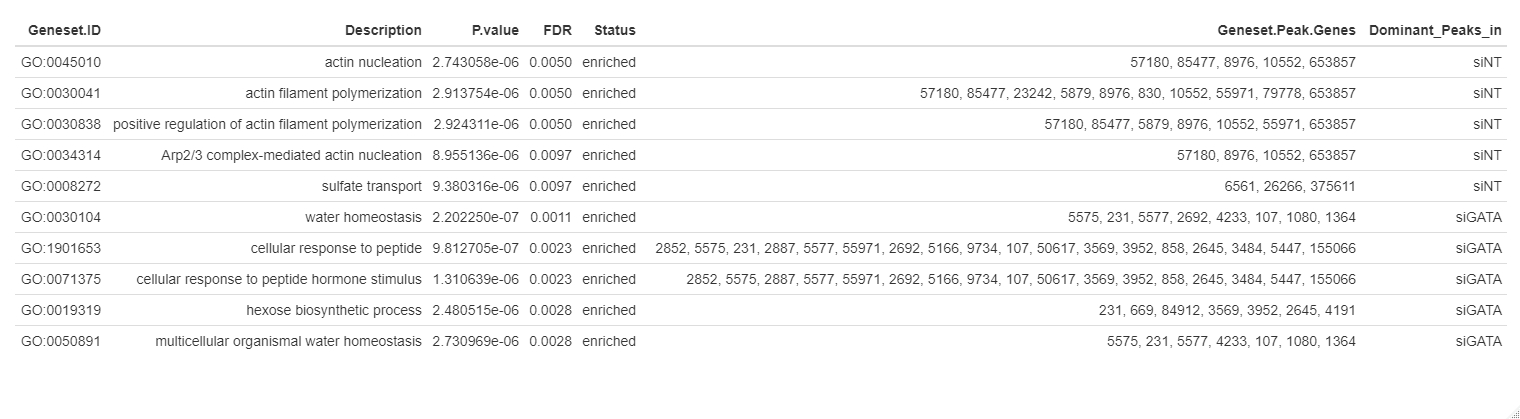 Geneset.ID Description P.value FDR Status Geneset.Peak.Genes Dominant_Peaks_in
GO:0045010 actin nucleation 2.743058e-06 0.0050 enriched 57180, 85477, 8976, 10552, 653857 siNT
GO:0030041 actin filament polymerization 2.913754e-06 0.0050 enriched 57180, 85477, 23242, 5879, 8976, 830, 10552, 55971, 79778, 653857 siNT
GO:0030838 positive regulation of actin filament polymerization 2.924311e-06 0.0050 enriched 57180, 85477, 5879, 8976, 10552, 55971, 653857 siNT
GO:0034314 Arp2/3 complex-mediated actin nucleation 8.955136e-06 0.0097 enriched 57180, 8976, 10552, 653857 siNT
GO:0008272 sulfate transport 9.380316e-06 0.0097 enriched 6561, 26266, 375611 siNT
GO:0030104 water homeostasis 2.202250e-07 0.0011 enriched 5575, 231, 5577, 2692, 4233, 107, 1080, 1364 siGATA
GO:1901653 cellular response to peptide 9.812705e-07 0.0023 enriched 2852, 5575, 231, 2887, 5577, 55971, 2692, 5166, 9734, 107, 50617, 3569, 3952, 858, 2645, 3484, 5447, 155066 siGATA
GO:0071375 cellular response to peptide hormone stimulus 1.310639e-06 0.0023 enriched 2852, 5575, 2887, 5577, 55971, 2692, 5166, 9734, 107, 50617, 3569, 3952, 858, 2645, 3484, 5447, 155066 siGATA
GO:0019319 hexose biosynthetic process 2.480515e-06 0.0028 enriched 231, 669, 84912, 3569, 3952, 2645, 4191 siGATA
GO:0050891 multicellular organismal water homeostasis 2.730969e-06 0.0028 enriched 5575, 231, 5577, 4233, 107, 1080, 1364 siGATA